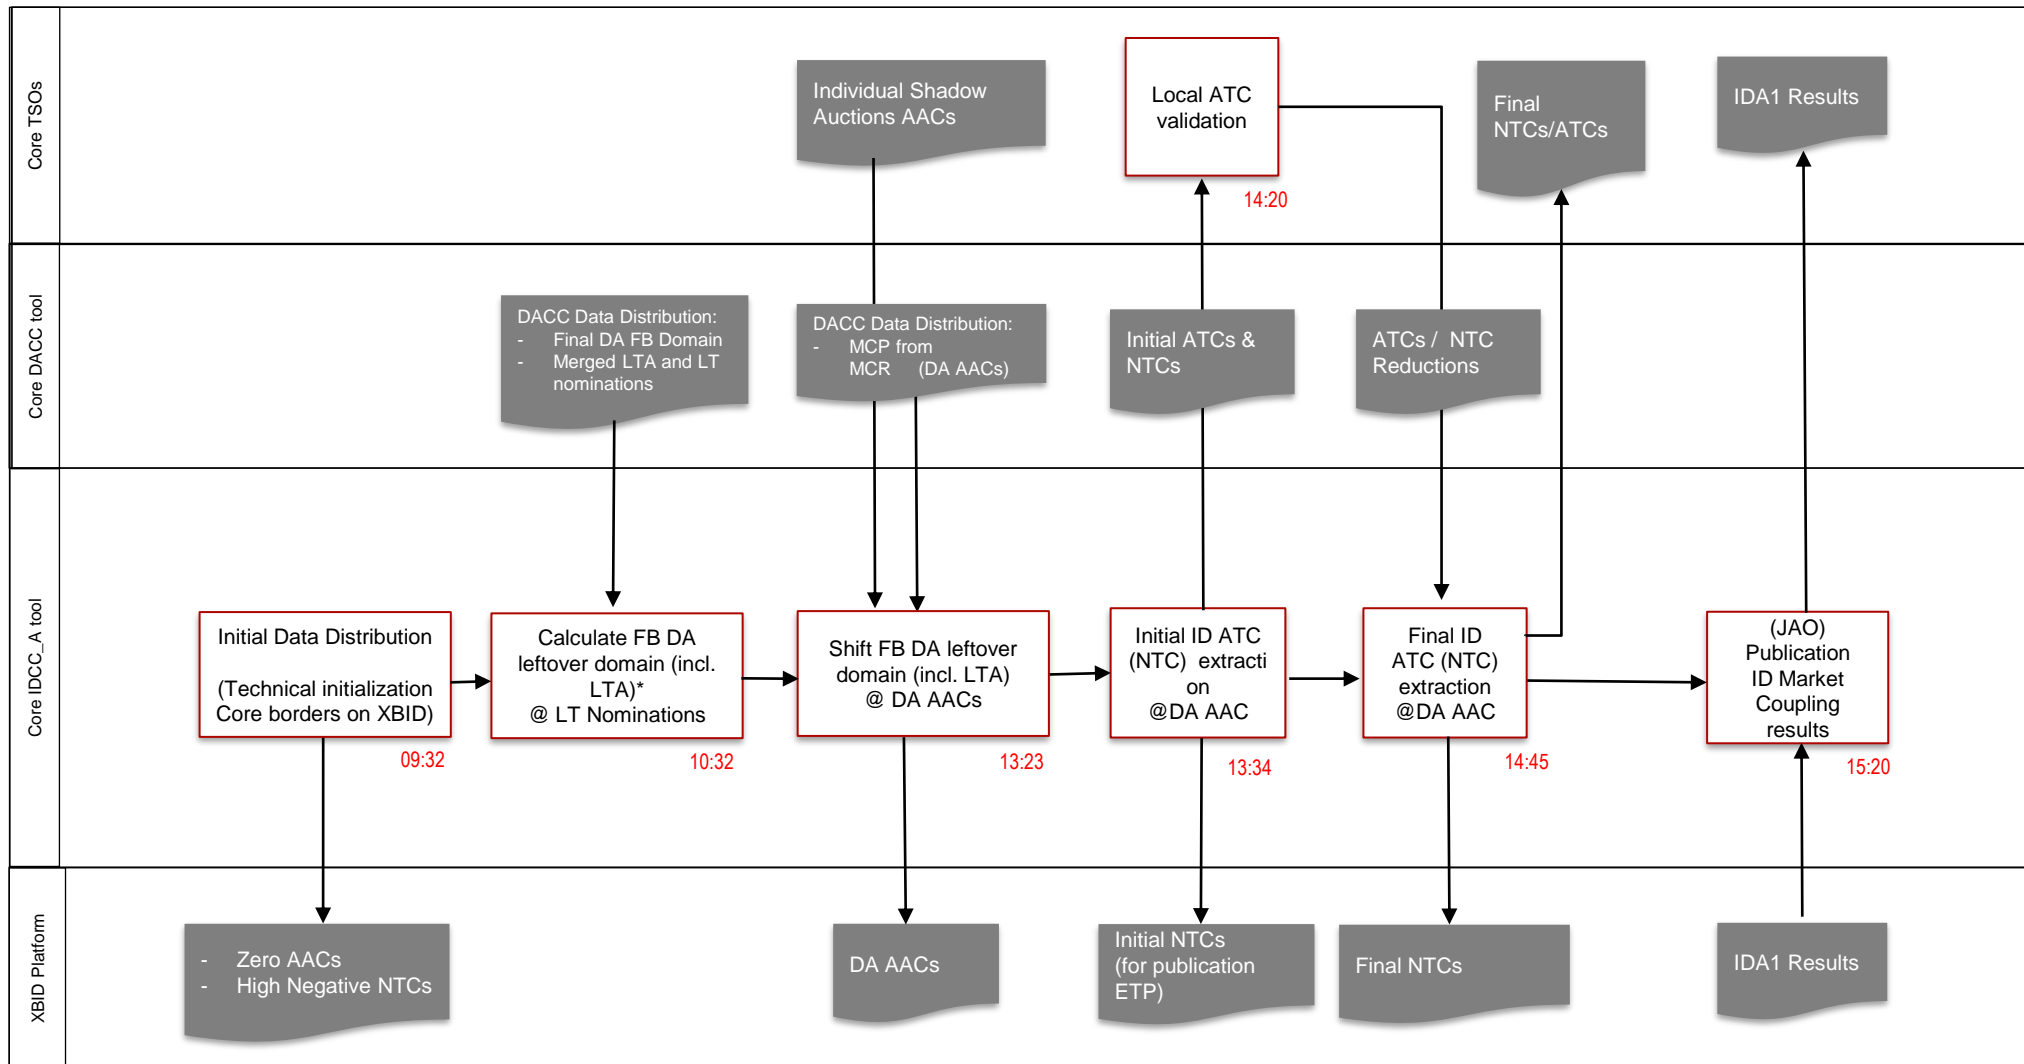 Core TSOs
Individual Shadow
Auctions AACs
Local ATC
validation
14:20
Final
NTCs/ATCs
IDA1 Results
Core DACC tool
DACC Data Distribution:
- Final DA FB Domain
- Merged LTA and LT
nominations
DACC Data Distribution:
- MCP from
MCR (DA AACs)
Initial ATCs &
NTCs
ATCs / NTC
Reductions
Core IDCC_A tool
Initial Data Distribution
(Technical initialization
Core borders on XBID)
09:32
Calculate FB DA
leftover domain (incl.
LTA)*
@ LT Nominations
10:32
Shift FB DA leftover
domain (incl. LTA)
@ DA AACs
13:23
Initial ID ATC
(NTC) extracti
on
@DA AAC
13:34
Final ID
ATC (NTC)
extraction
@DA AAC
14:45
(JAO)
Publication
ID Market
Coupling
results
15:20
XBID Platform
- Zero AACs
- High Negative NTCs
DA AACs
Initial NTCs
(for publication
ETP)
Final NTCs
IDA1 Results